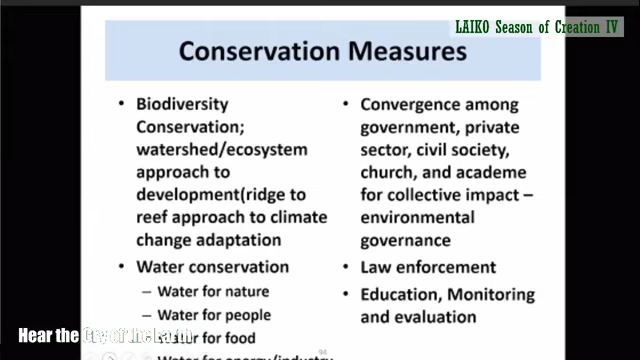 LAIKO Season of Creation IV
Conservation Measures
• Biodiversity
Conservation;
watershed/ecosystem
approach to
development(ridge to
reef approach to climate
change adaptation
• Water conservation
– Water for nature
– Water for people
– Water for food
– Water for energy/industry
• Convergence among
government, private
sector, civil society,
church, and academe
for collective impact –
environmental
governance
• Law enforcement
• Education, Monitoring
and evaluation
Hear the Cry of the Earth
94